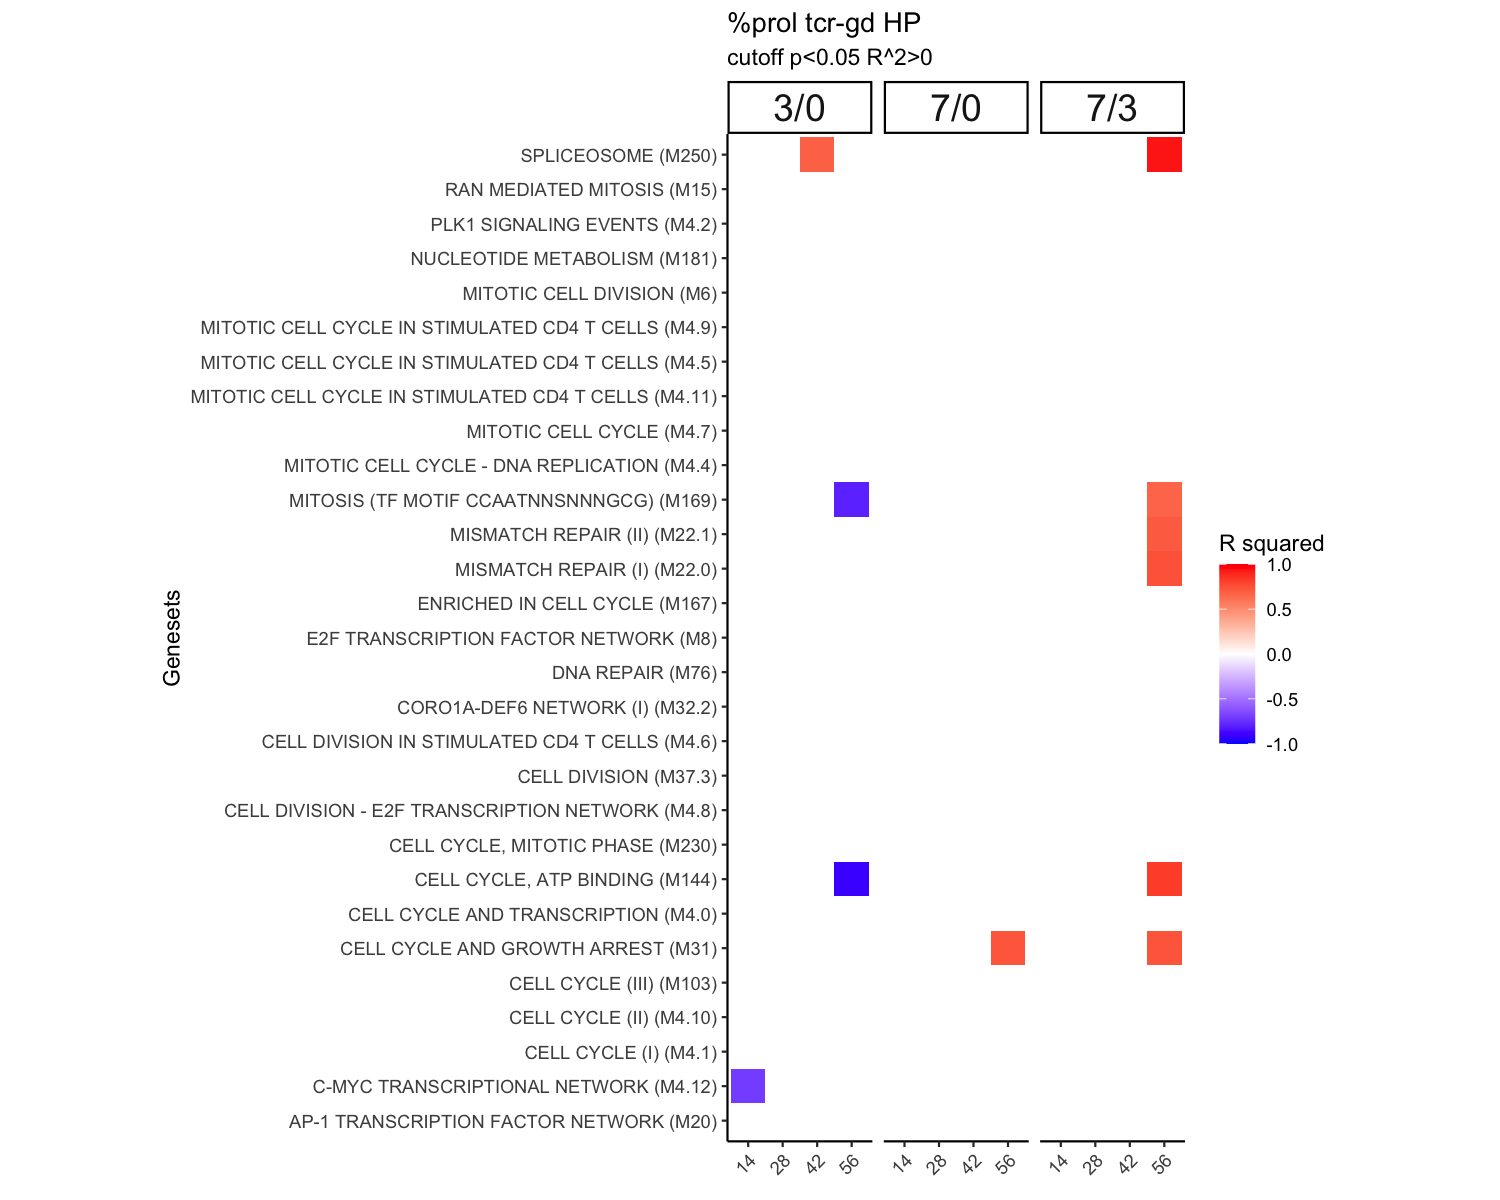 %prol tcr-gd HP
cutoff p<0.05 R^2>0
3/0 7/0 7/3
SPLICEOSOME (M250)
RAN MEDIATED MITOSIS (M15)
PLK1 SIGNALING EVENTS (M4.2)
NUCLEOTIDE METABOLISM (M181)
MITOTIC CELL DIVISION (M6)
MITOTIC CELL CYCLE IN STIMULATED CD4 T CELLS (M4.9)
MITOTIC CELL CYCLE IN STIMULATED CD4 T CELLS (M4.5)
MITOTIC CELL CYCLE IN STIMULATED CD4 T CELLS (M4.11)
MITOTIC CELL CYCLE (M4.7)
MITOTIC CELL CYCLE - DNA REPLICATION (M4.4)
MITOSIS (TF MOTIF CCAATNNSNNNGCG) (M169)
MISMATCH REPAIR (II) (M22.1)
MISMATCH REPAIR (I) (M22.0)
ENRICHED IN CELL CYCLE (M167)
E2F TRANSCRIPTION FACTOR NETWORK (M8)
DNA REPAIR (M76)
CORO1A-DEF6 NETWORK (I) (M32.2)
CELL DIVISION IN STIMULATED CD4 T CELLS (M4.6)
CELL DIVISION (M37.3)
CELL DIVISION - E2F TRANSCRIPTION NETWORK (M4.8)
CELL CYCLE, MITOTIC PHASE (M230)
CELL CYCLE, ATP BINDING (M144)
CELL CYCLE AND TRANSCRIPTION (M4.0)
CELL CYCLE AND GROWTH ARREST (M31)
CELL CYCLE (III) (M103)
CELL CYCLE (II) (M4.10)
CELL CYCLE (I) (M4.1)
C-MYC TRANSCRIPTIONAL NETWORK (M4.12)
AP-1 TRANSCRIPTION FACTOR NETWORK (M20)
Genesets
14 28 42 56 14 28 42 56 14 28 42 56
R squared
1.0
0.5
0.0
-0.5
-1.0